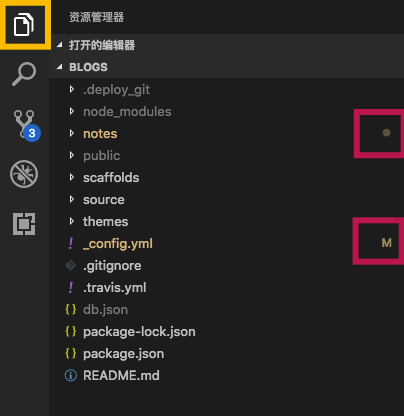 资源管理器
打开的编辑器
BLOGS
.deploy_git
node_modules
notes
public
scaffolds
source
themes
! _config.yml M
.gitignore
! .travis.yml
{ } db.json
{ } package-lock.json
{ } package.json
README.md
3